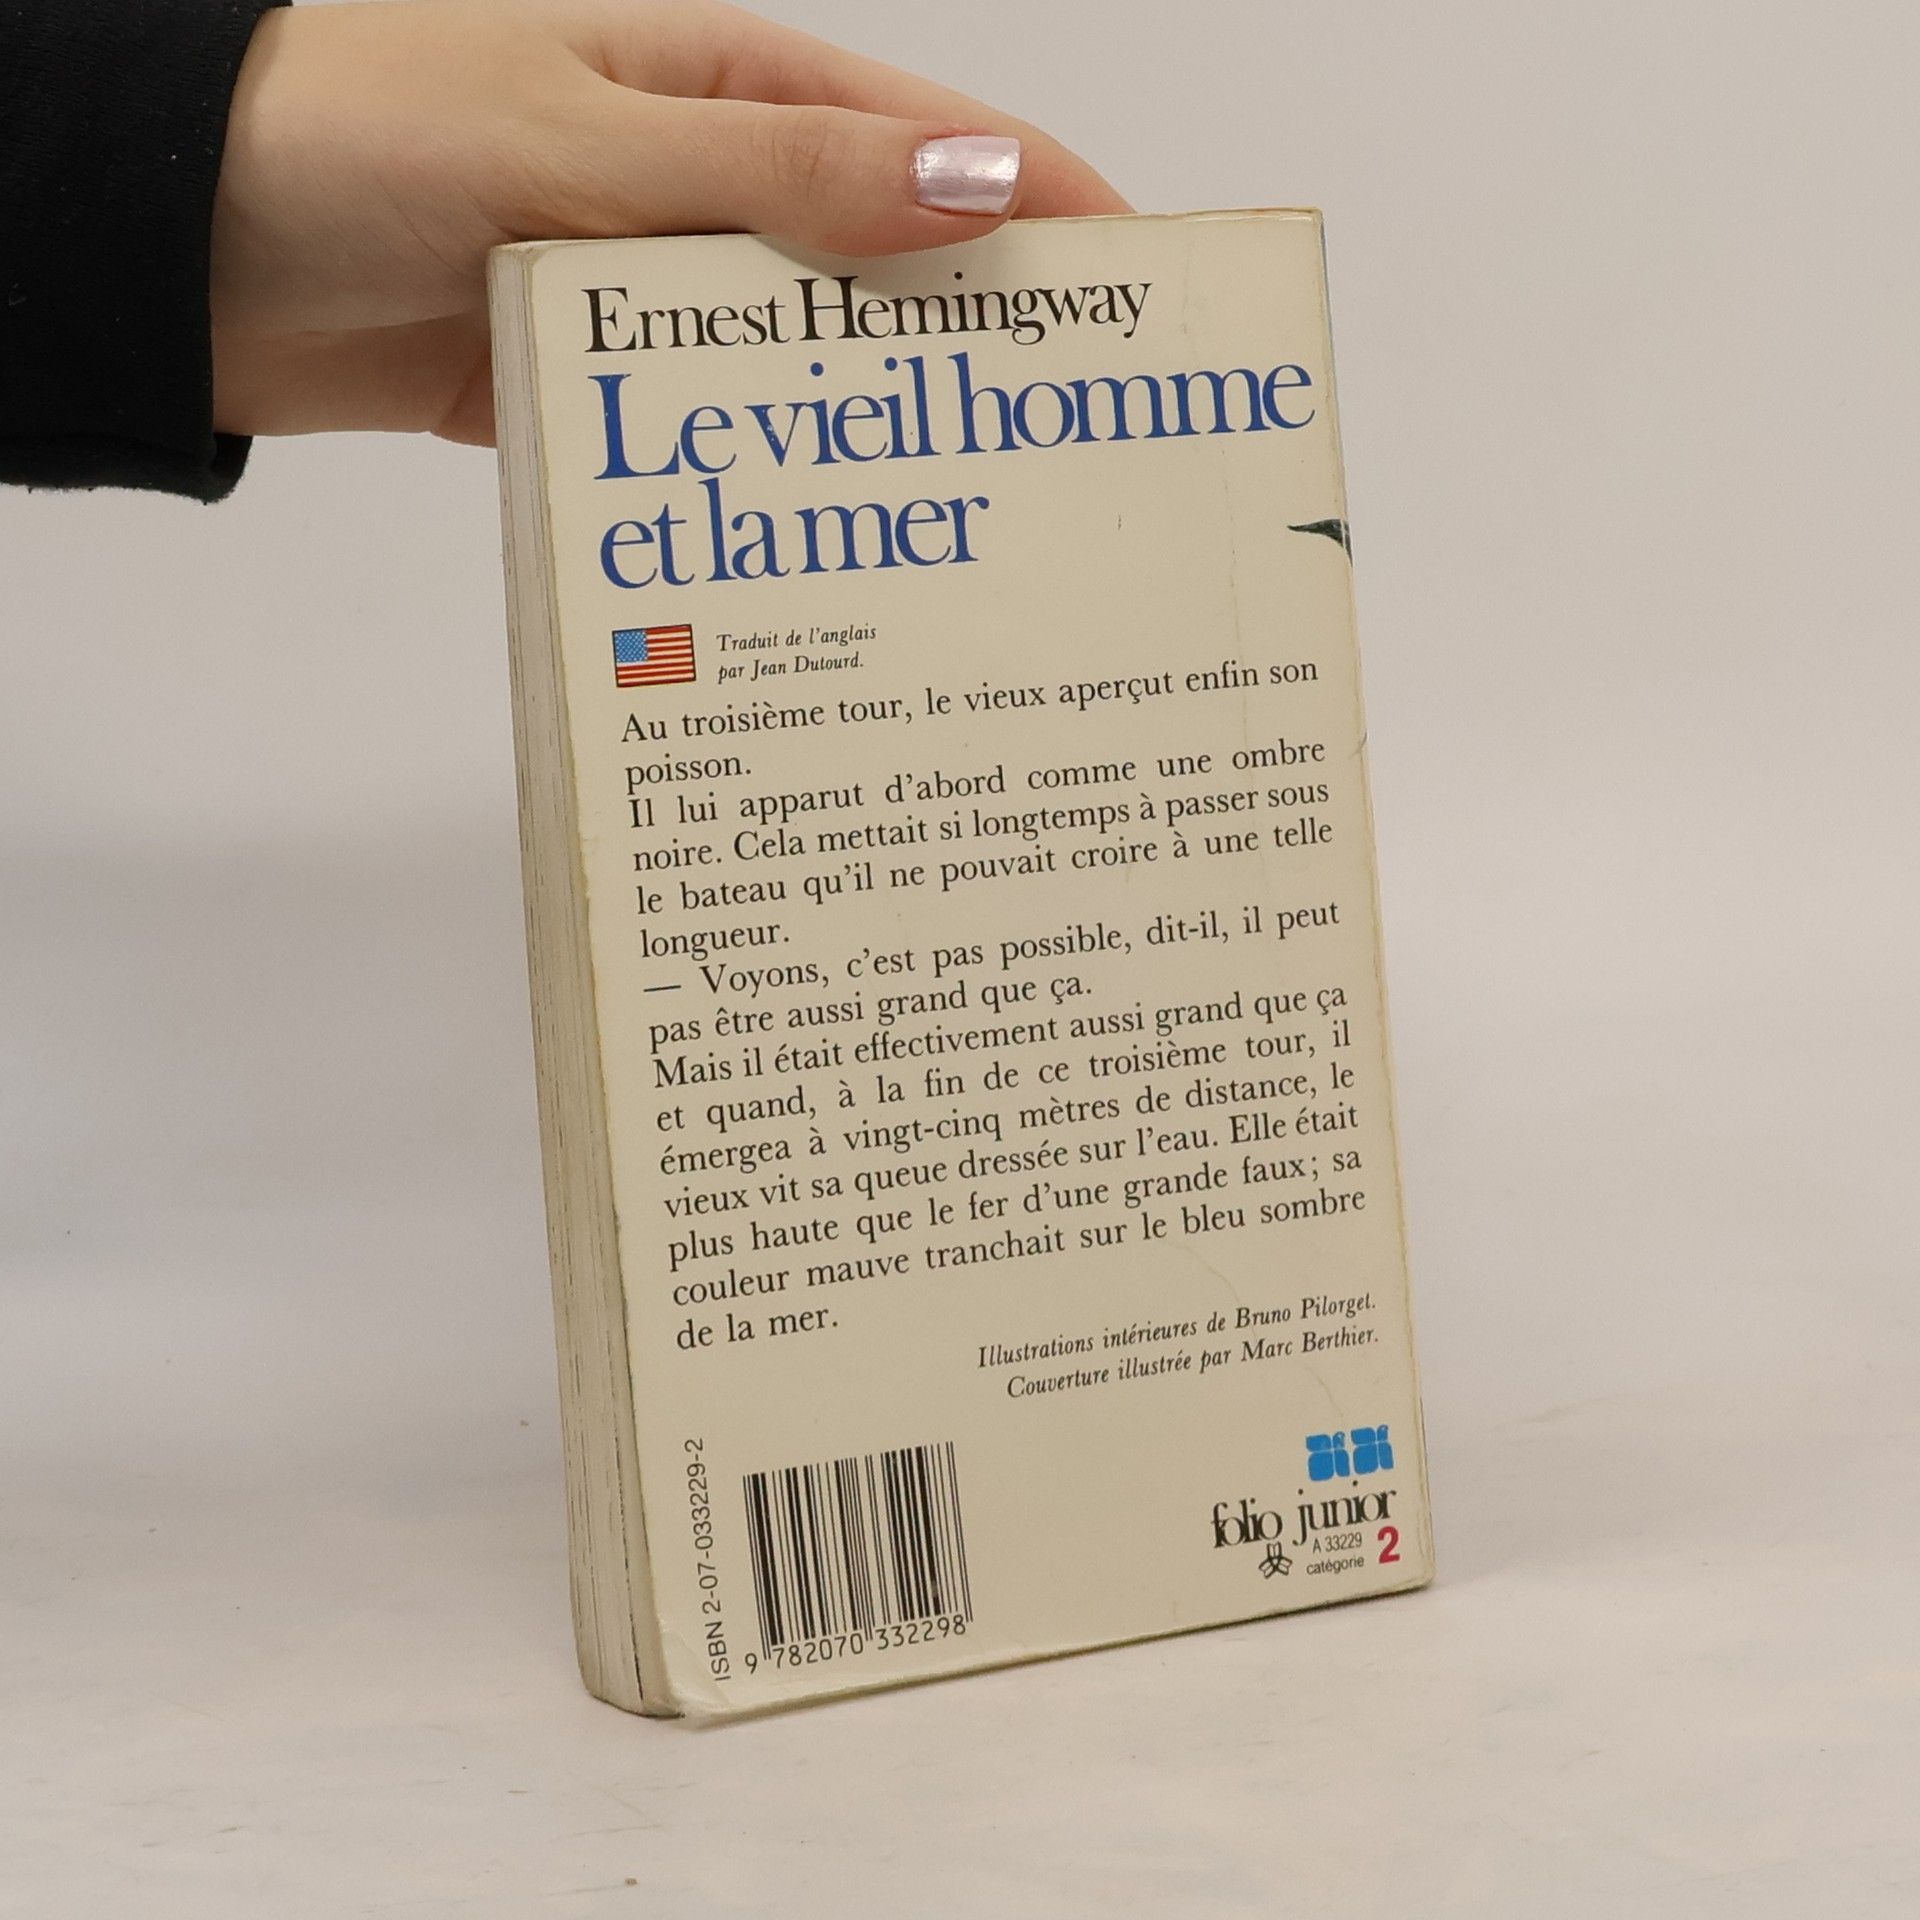 Ernest Hemingway
Le vieil homme
et la mer
Traduit de l'anglais
par Jean Dutourd.
Au troisième tour, le vieux aperçut enfin son
poisson.
Il lui apparut d'abord comme une ombre
noire. Cela mettait si longtemps à passer sous
le bateau qu'il ne pouvait croire à une telle
longueur.
— Voyons, c'est pas possible, dit-il, il peut
pas être aussi grand que ça.
Mais il était effectivement aussi grand que ça
et quand, à la fin de ce troisième tour, il
émergea à vingt-cinq mètres de distance, le
vieux vit sa queue dressée sur l'eau. Elle était
plus haute que le fer d'une grande faux; sa
couleur mauve tranchait sur le bleu sombre
de la mer.
Illustrations intérieures de Bruno Pilorget.
Couverture illustrée par Marc Berthier.
ISBN 2-07-033229-2
9 782070 332298
folio junior
A 33229
catégorie 2